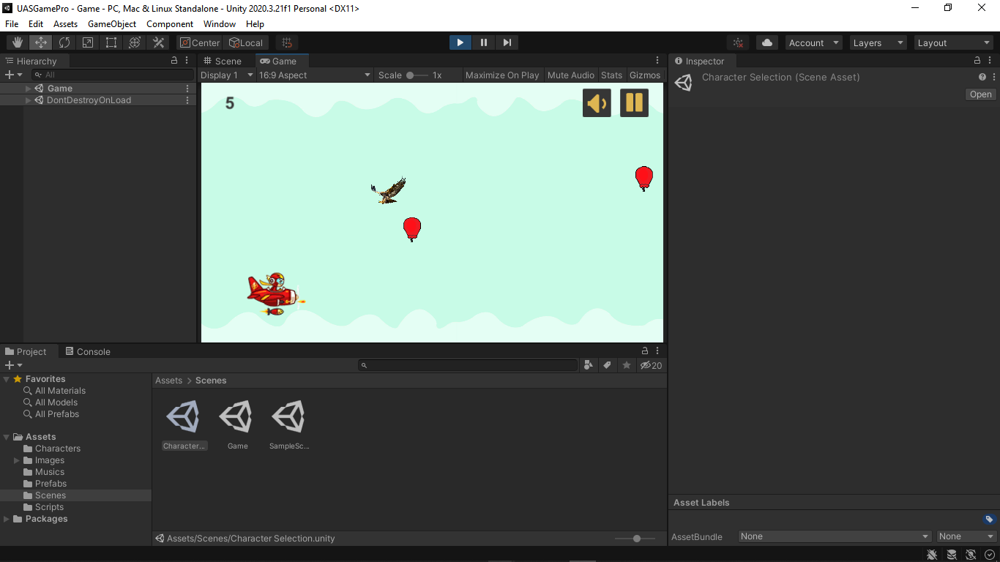 UASGamePro - Game - PC, Mac & Linux Standalone - Unity 2020.3.21f1 Personal <DX11>
File Edit Assets GameObject Component Window Help
Center Local Account Layers Layout
Hierarchy
All
Game
DontDestroyOnLoad
Scene Game
Display 1 16:9 Aspect Scale 1x Maximize On Play Mute Audio Stats Gizmos
5
Inspector
Character Selection (Scene Asset)
Open
Project Console
20
Favorites
All Materials
All Models
All Prefabs
Assets
Characters
Images
Musics
Prefabs
Scenes
Scripts
Packages
Assets > Scenes
Character... Game SampleSc...
Assets/Scenes/Character Selection.unity
Asset Labels
AssetBundle None None